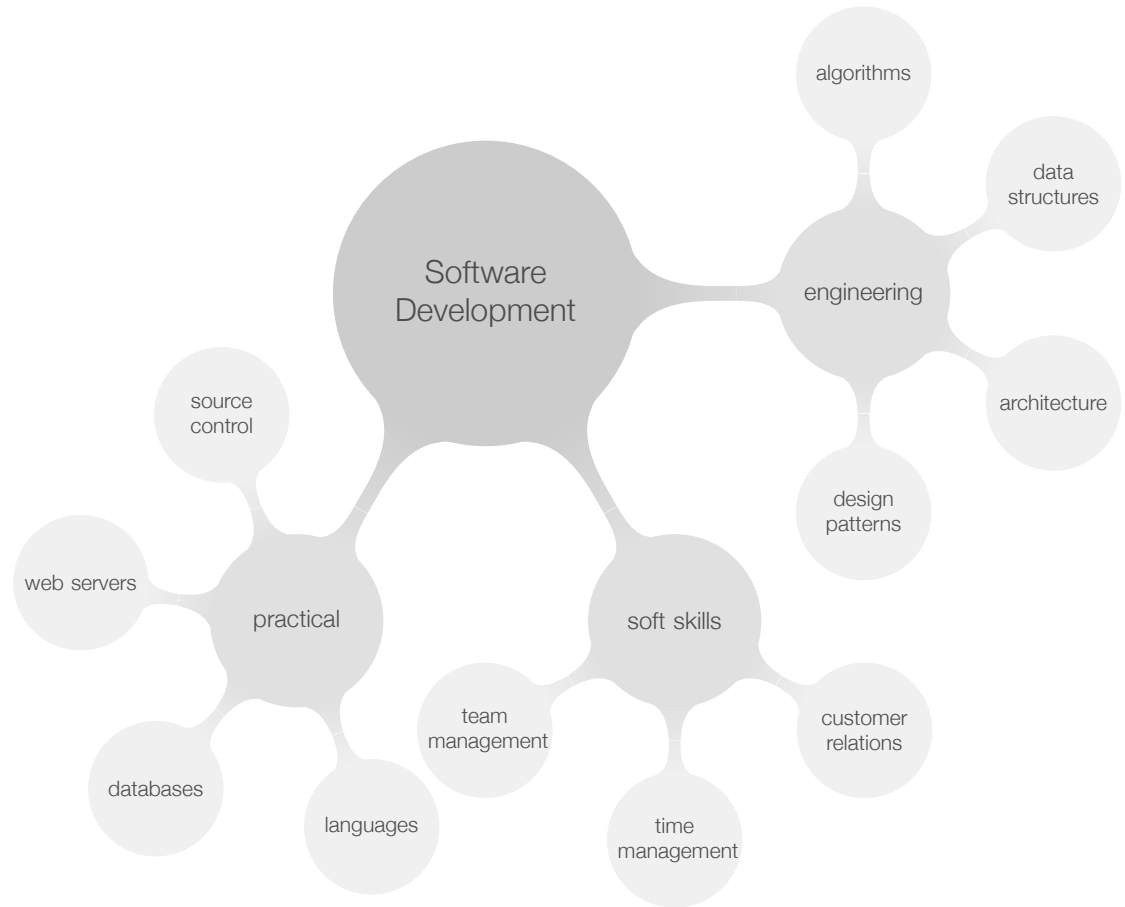 Software
Development
engineering
algorithms
data
structures
architecture
design
patterns
soft skills
customer
relations
time
management
team
management
practical
languages
databases
web servers
source
control